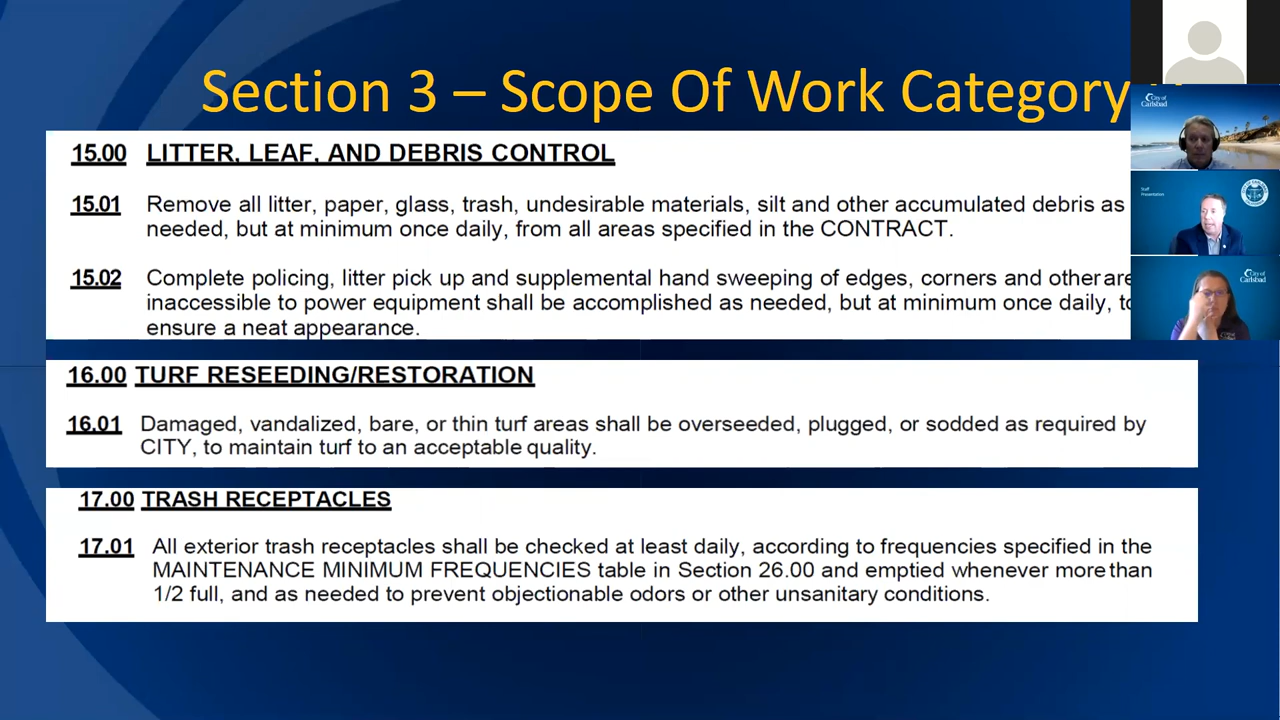 Section 3 – Scope Of Work Category
15.00 LITTER, LEAF, AND DEBRIS CONTROL
15.01 Remove all litter, paper, glass, trash, undesirable materials, silt and other accumulated debris as
needed, but at minimum once daily, from all areas specified in the CONTRACT.
15.02 Complete policing, litter pick up and supplemental hand sweeping of edges, corners and other
inaccessible to power equipment shall be accomplished as needed, but at minimum once daily,
ensure a neat appearance.
16.00 TURF RESEEDING/RESTORATION
16.01 Damaged, vandalized, bare, or thin turf areas shall be overseeded, plugged, or sodded as required by
CITY, to maintain turf to an acceptable quality.
17.00 TRASH RECEPTACLES
17.01 All exterior trash receptacles shall be checked at least daily, according to frequencies specified in the
MAINTENANCE MINIMUM FREQUENCIES table in Section 26.00 and emptied whenever more than
1/2 full, and as needed to prevent objectionable odors or other unsanitary conditions.
City of
Carlsbad
Staff
Presentation
City of
Carlsbad